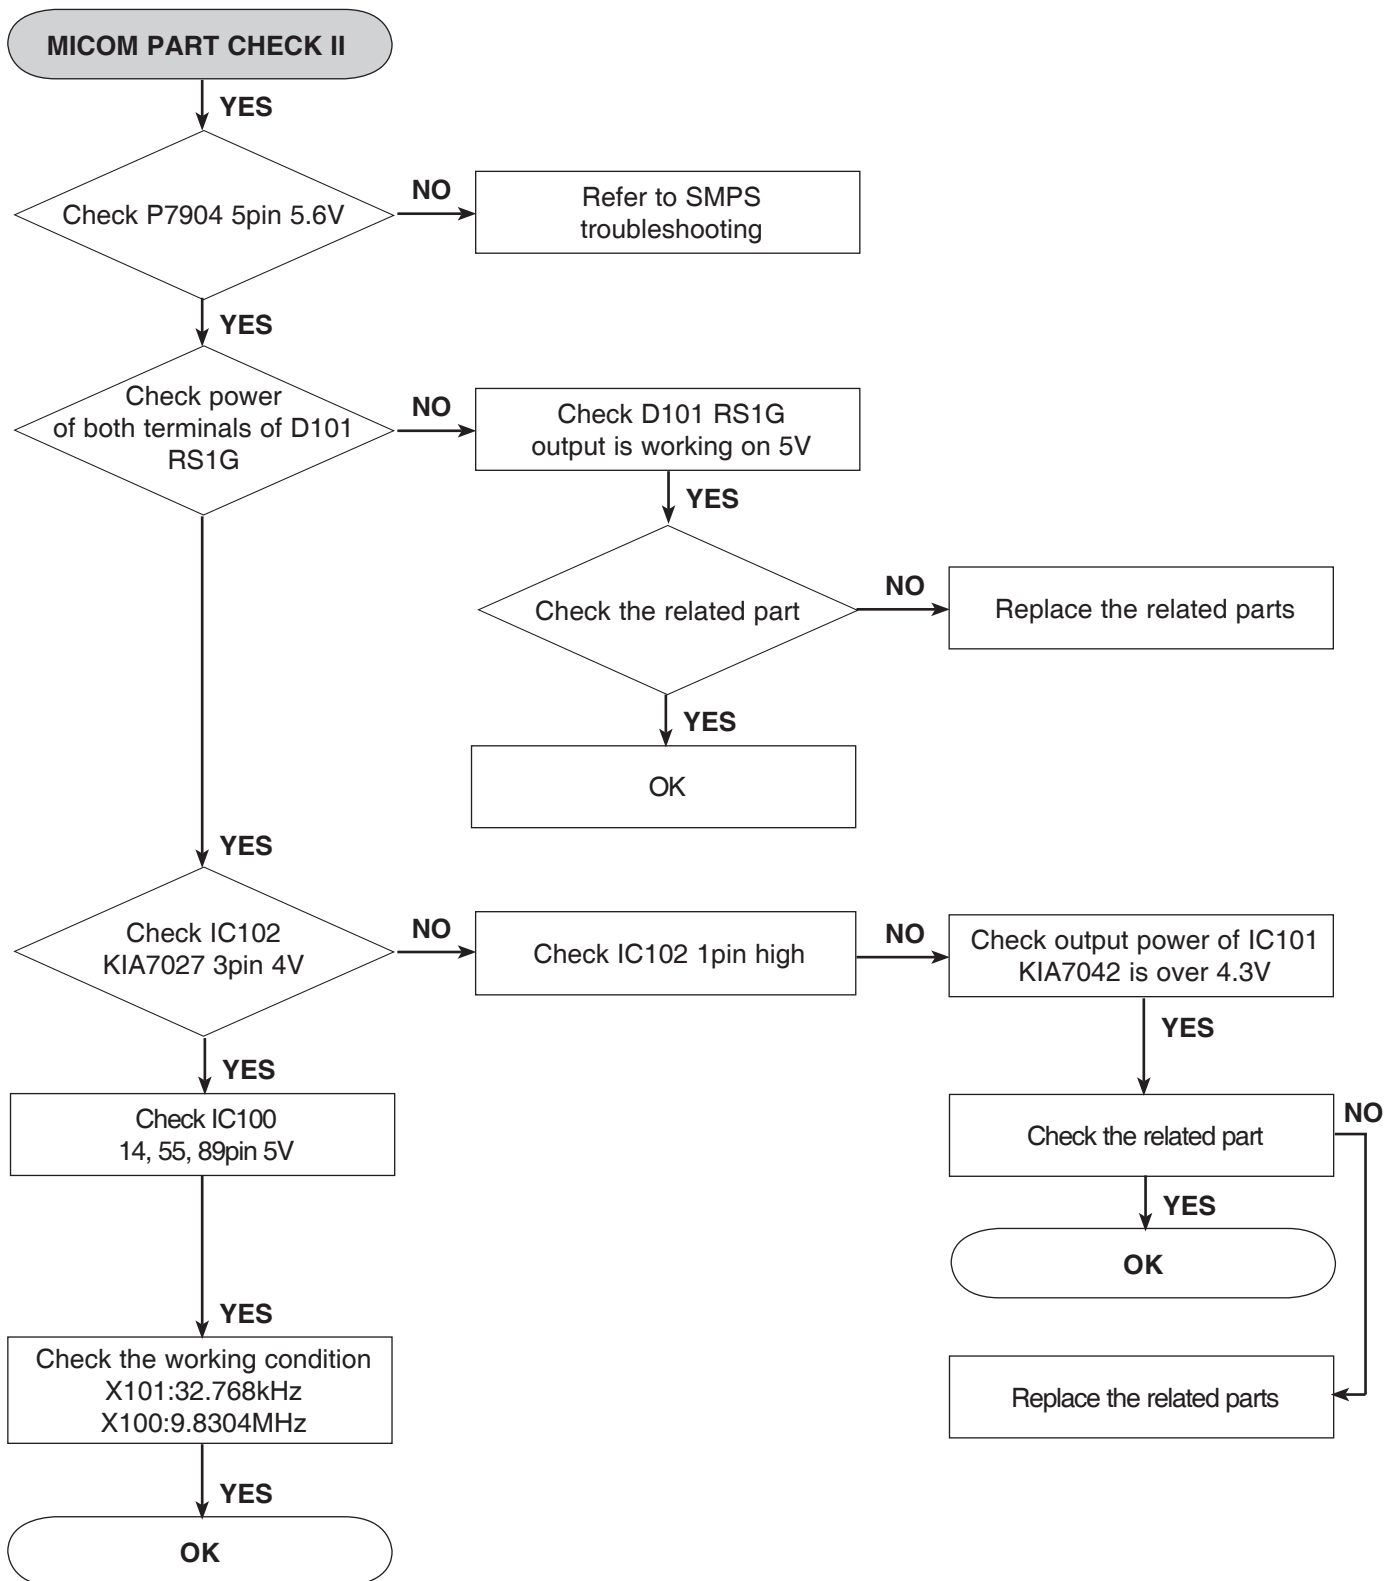 MICOM PART CHECK II
YES
Check P7904 5pin 5.6V
NO
Refer to SMPS
troubleshooting
YES
Check power
of both terminals of D101
RS1G
NO
Check D101 RS1G
output is working on 5V
YES
Check the related part
NO
Replace the related parts
YES
OK
YES
Check IC102
KIA7027 3pin 4V
NO
Check IC102 1pin high
NO
Check output power of IC101
KIA7042 is over 4.3V
YES
Check the related part
NO
YES
OK
Replace the related parts
YES
Check IC100
14, 55, 89pin 5V
YES
Check the working condition
X101:32.768kHz
X100:9.8304MHz
YES
OK